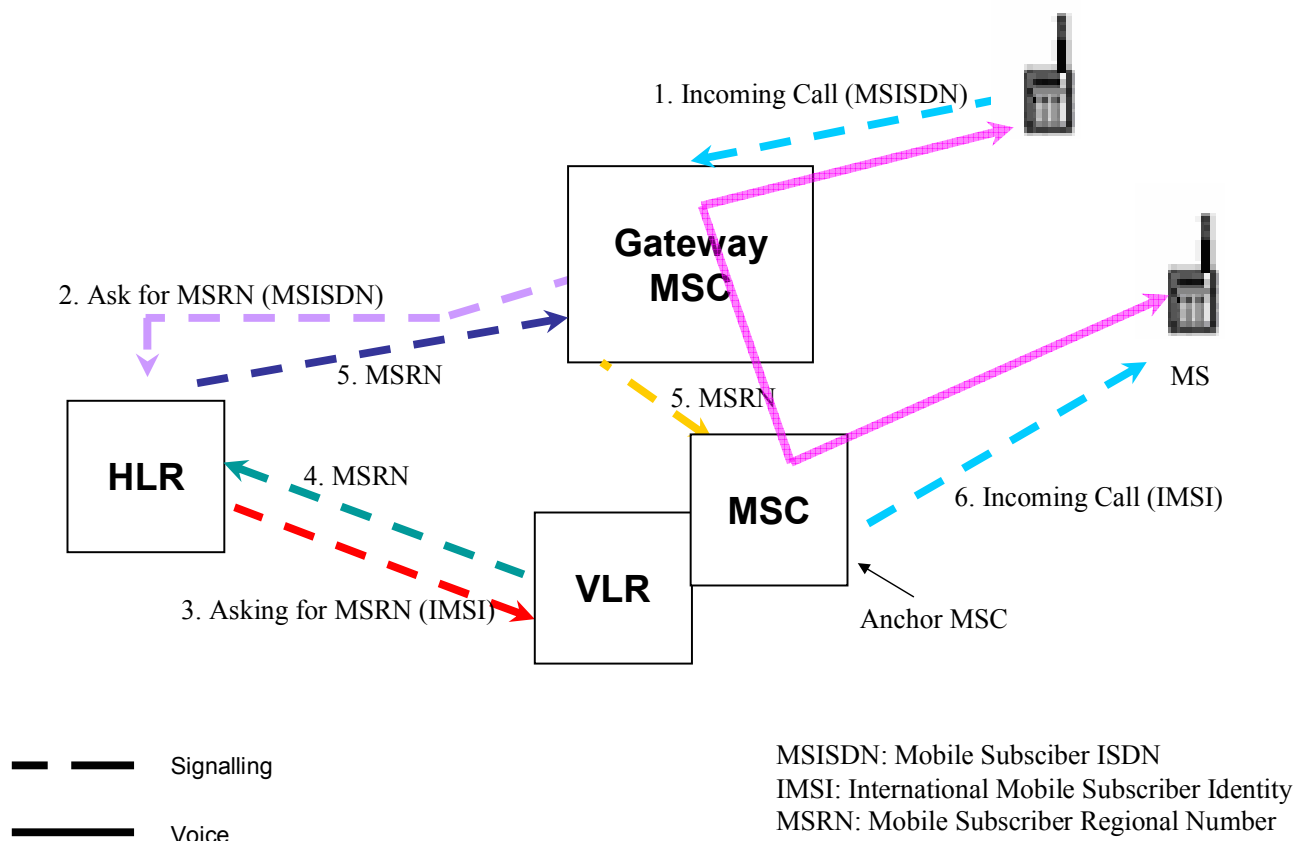 1. Incoming Call (MSISDN)
Gateway
MSC
2. Ask for MSRN (MSISDN)
5. MSRN
MS
5. MSRN
HLR
4. MSRN
MSC
6. Incoming Call (IMSI)
VLR
3. Asking for MSRN (IMSI)
Anchor MSC
Signalling
Voice
MSISDN: Mobile Subsciber ISDN
IMSI: International Mobile Subscriber Identity
MSRN: Mobile Subscriber Regional Number